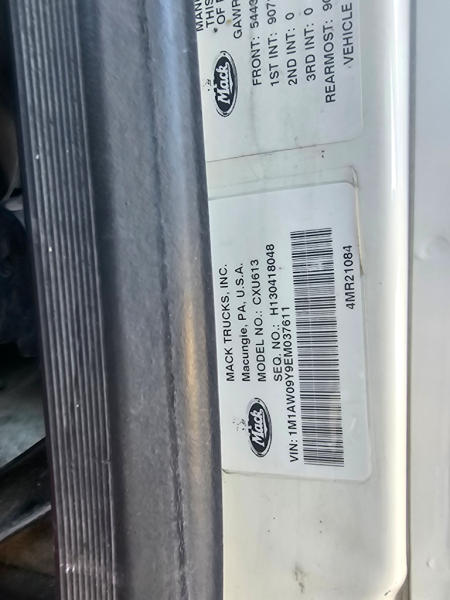 MANU
THIS
OF
GAWR
FRONT: 5443
1ST INT: 907
2ND INT: 0
3RD INT: 0
REARMOST: 90
VEHICLE
Mack
MACK TRUCKS, INC.
Macungie, PA, U.S.A.
MODEL NO.: CXU613
SEQ. NO.: H130418048
Mack
VIN: 1M1AW09Y9EM037611
4MR21084